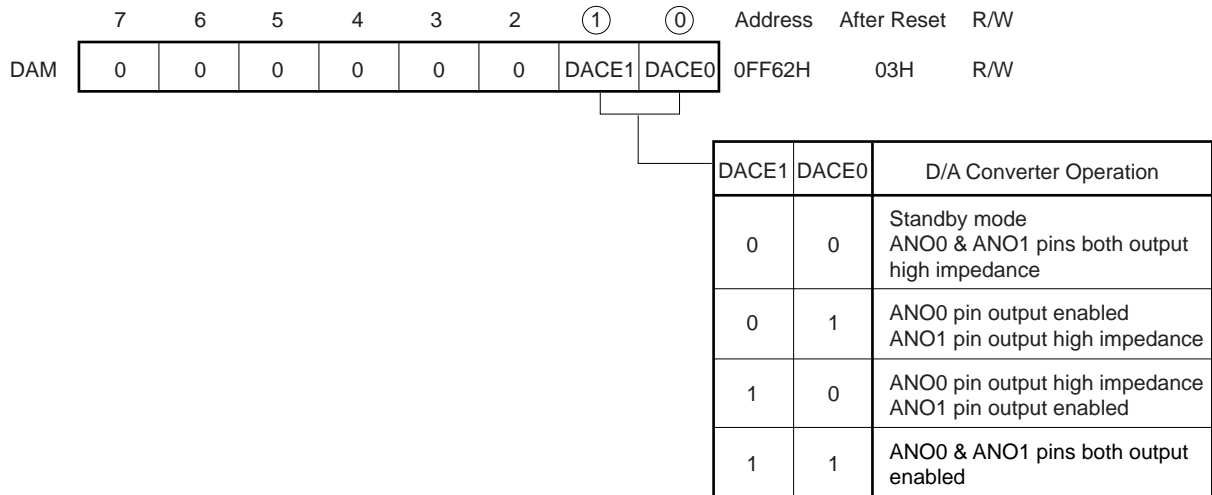 7 6 5 4 3 2 1 0 Address After Reset R/W
DAM 0 0 0 0 0 0 DACE1 DACE0 0FF62H 03H R/W
DACE1 DACE0 D/A Converter Operation
0 0 Standby mode
ANO0 & ANO1 pins both output
high impedance
0 1 ANO0 pin output enabled
ANO1 pin output high impedance
1 0 ANO0 pin output high impedance
ANO1 pin output enabled
1 1 ANO0 & ANO1 pins both output
enabled